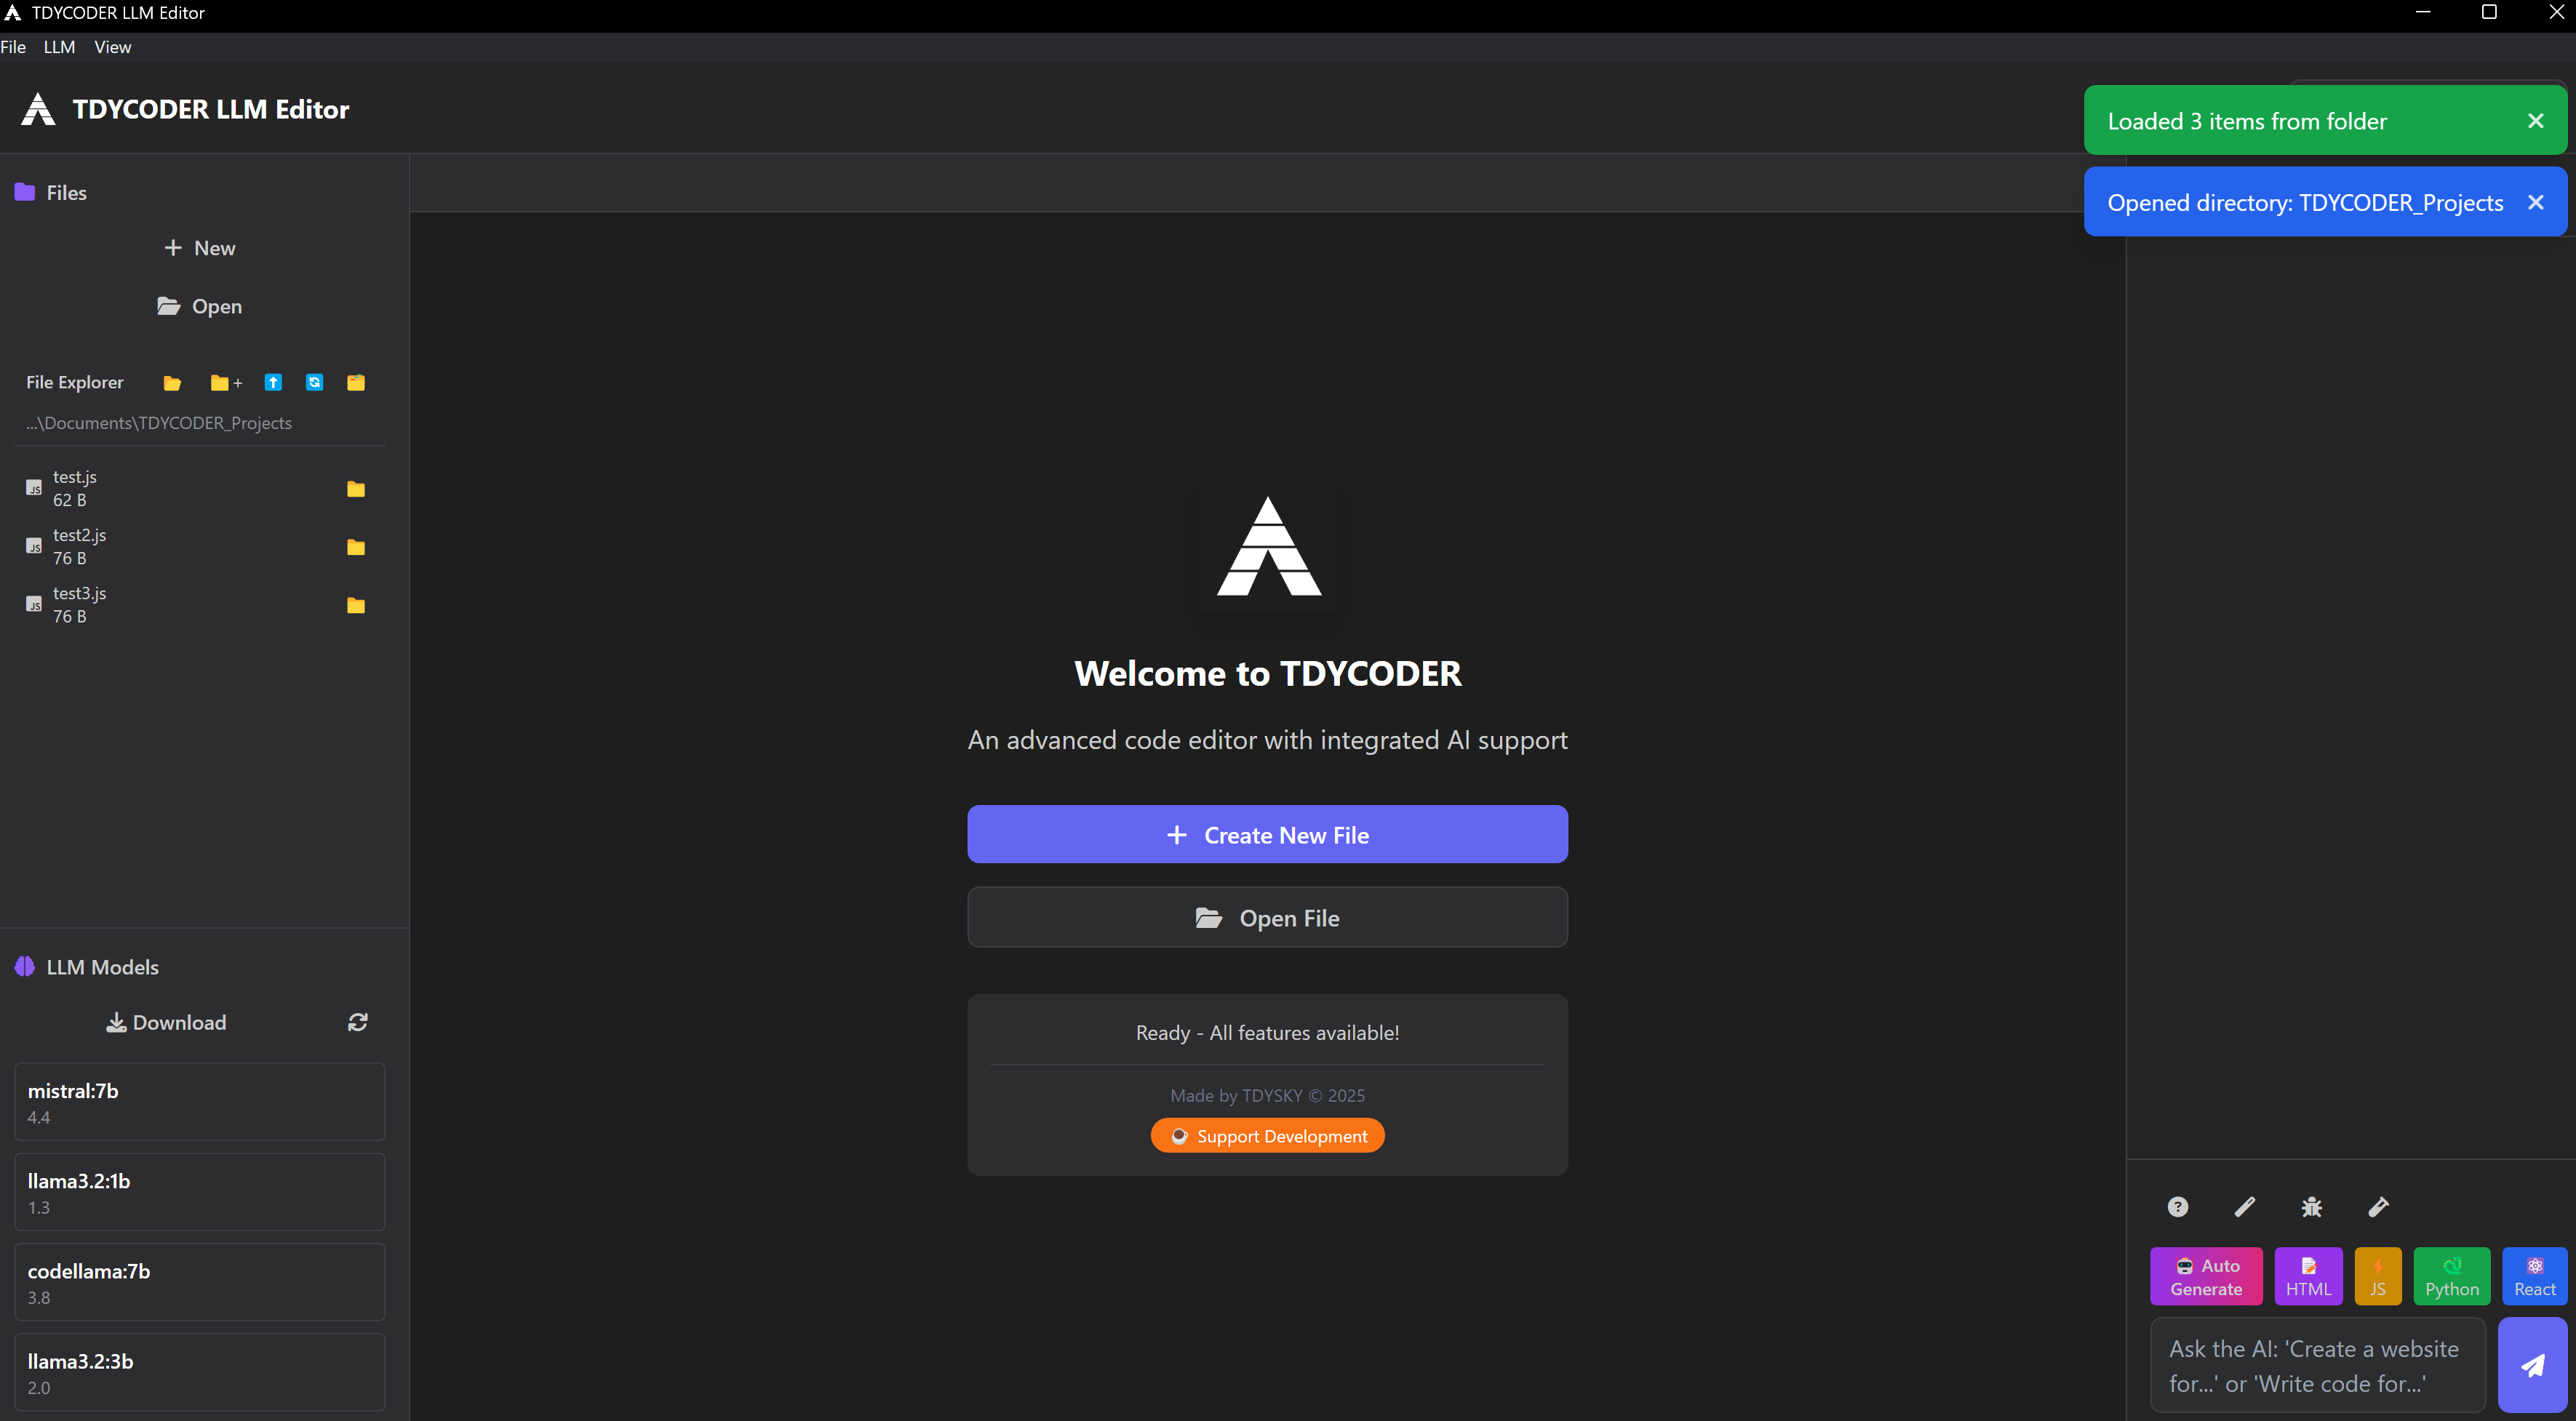 TDYCODER LLM Editor
File LLM View
TDYCODER LLM Editor
Loaded 3 items from folder
Opened directory: TDYCODER_Projects
Files
+ New
Open
File Explorer
+
...\Documents\TDYCODER_Projects
JS test.js
62 B
JS test2.js
76 B
JS test3.js
76 B
LLM Models
Download
mistral:7b
4.4
llama3.2:1b
1.3
codellama:7b
3.8
llama3.2:3b
2.0
Welcome to TDYCODER
An advanced code editor with integrated AI support
+ Create New File
Open File
Ready - All features available!
Made by TDYSKY © 2025
Support Development
?
Auto
Generate
HTML
JS
Python
React
Ask the AI: 'Create a website
for...' or 'Write code for...'